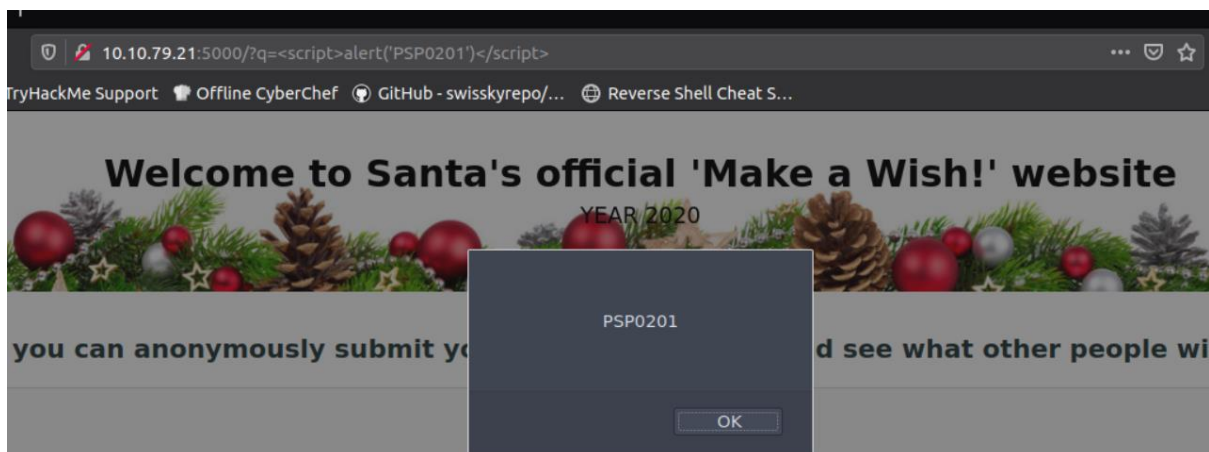 10.10.79.21:5000/?q=<script>alert('PSP0201')</script>
TryHackMe Support Offline CyberChef GitHub - swisskyrepo/... Reverse Shell Cheat S...
Welcome to Santa's official 'Make a Wish!' website
YEAR 2020
PSP0201
you can anonymously submit yo d see what other people wi
OK